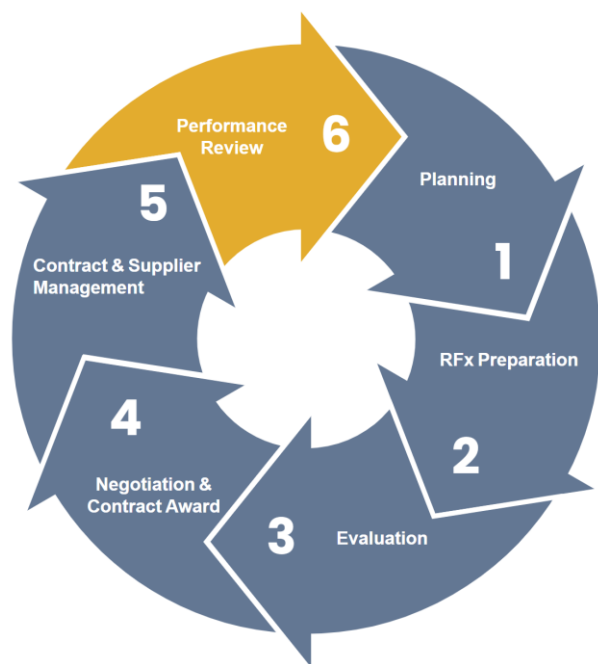 Performance
Review
6
Planning
1
RFx Preparation
2
Evaluation
3
Negotiation &
Contract Award
4
Contract & Supplier
Management
5